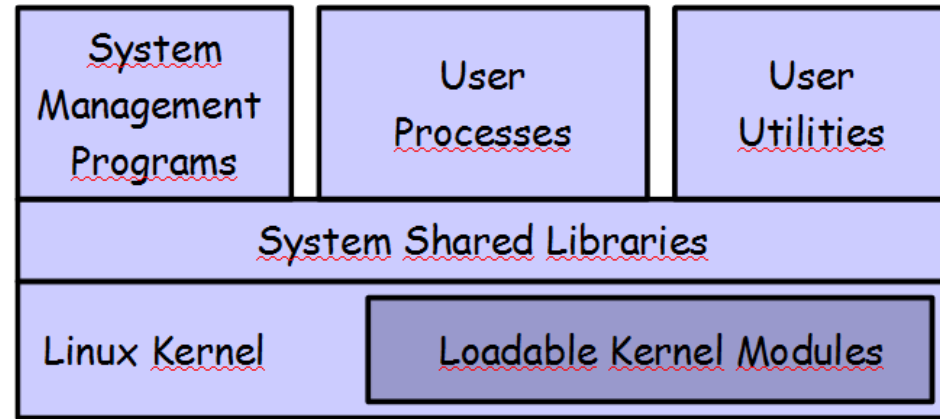 System
Management
Programs
User
Processes
User
Utilities
System Shared Libraries
Linux Kernel
Loadable Kernel Modules